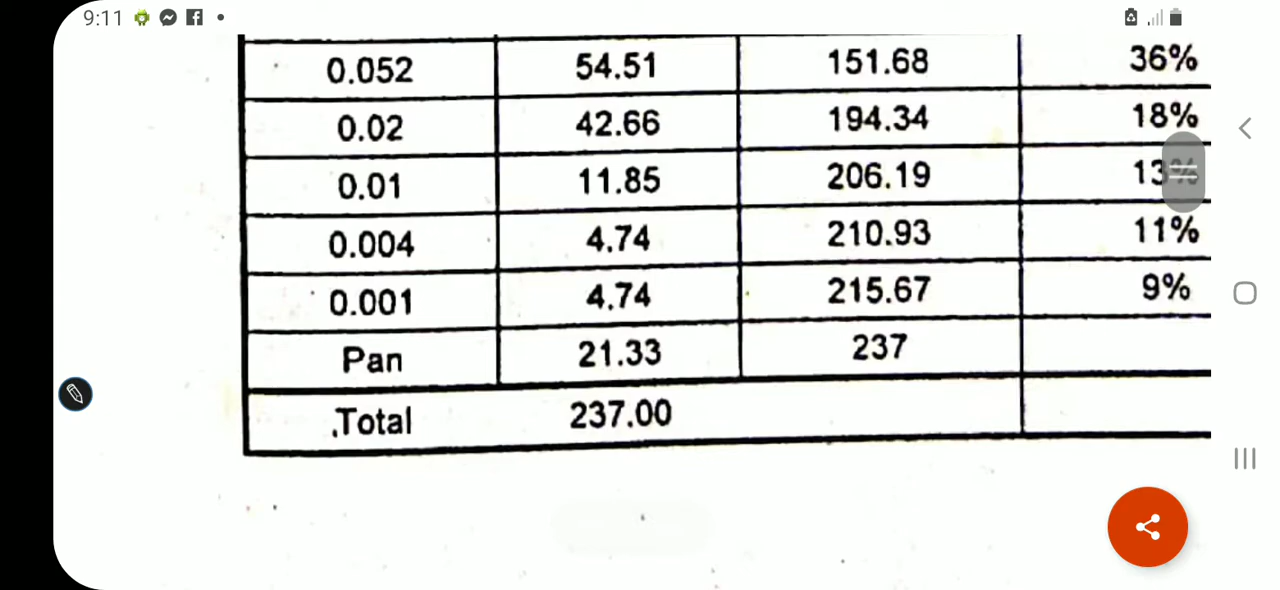 9:11
0.052 54.51 151.68 36%
0.02 42.66 194.34 18%
0.01 11.85 206.19 13%
0.004 4.74 210.93 11%
0.001 4.74 215.67 9%
Pan 21.33 237
.Total 237.00